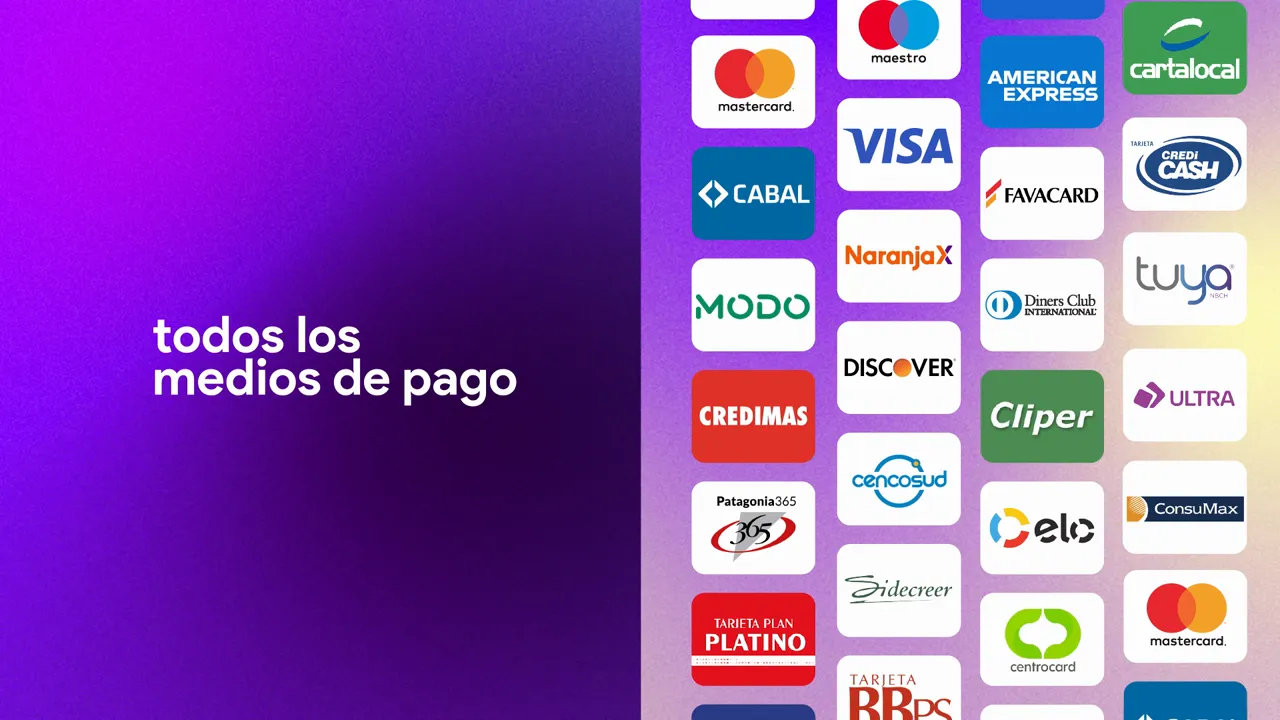 todos los
medios de pago
mastercard.
CABAL
MODO
CREDIMAS
Patagonia365
365
TARJETA PLAN
PLATINO
maestro
VISA
NaranjaX
DISCOVER
cencosud
Sidecreer
TARJETA
BBPS
AMERICAN
EXPRESS
FAVACARD
Diners Club
INTERNATIONAL
Cliper
elo
centrocard
cartalocal
TARJETA
CREDI
CASH
tuya
NBCH
ULTRA
ConsuMax
mastercard.